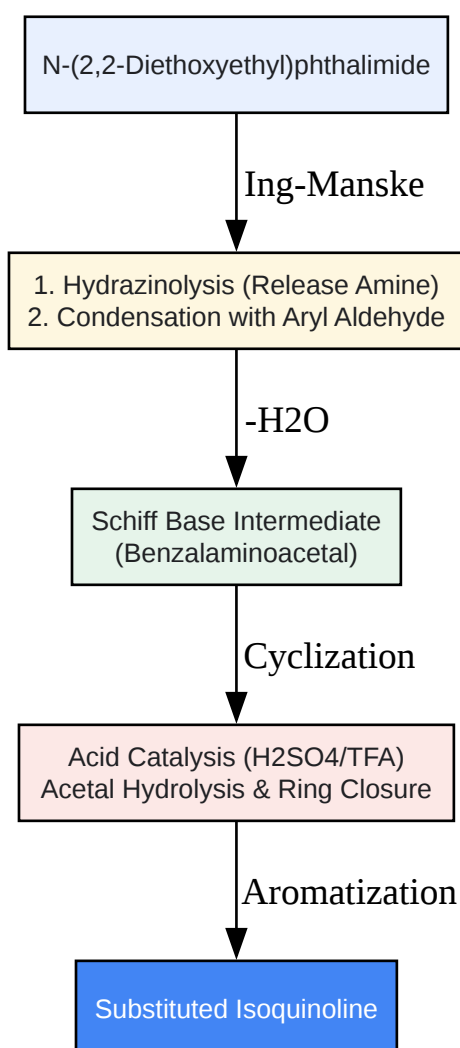 N-(2,2-Diethoxyethyl)phthalimide
Ing-Manske
1. Hydrazinolysis (Release Amine)
2. Condensation with Aryl Aldehyde
-H2O
Schiff Base Intermediate
(Benzalaminoacetal)
Cyclization
Acid Catalysis (H2SO4/TFA)
Acetal Hydrolysis & Ring Closure
Aromatization
Substituted Isoquinoline